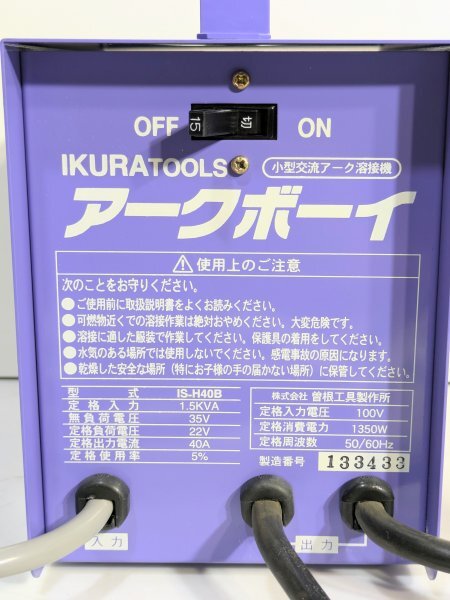 OFF 15 切 ON
IKURATOOLS 小型交流アーク溶接機
アークボーイ
使用上のご注意
次のことをお守りください。
●ご使用前に取扱説明書をよくお読みください。
●可燃物近くでの溶接作業は絶対おやめください。大変危険です。
●溶接に適した服装で作業してください。保護具の着用をしてください。
●水気のある場所では使用しないでください。感電事故の原因になります。
●乾燥した安全な場所（特にお子様の手の届かない場所）に保管してください。
型式 IS-H40B
定格入力 1.5KVA
無負荷電圧 35V
定格負荷電圧 22V
定格出力電流 40A
定格使用率 5%
株式会社 曽根工具製作所
定格入力電圧 100V
定格消費電力 1350W
定格周波数 50/60Hz
製造番号 133433
入力
出力